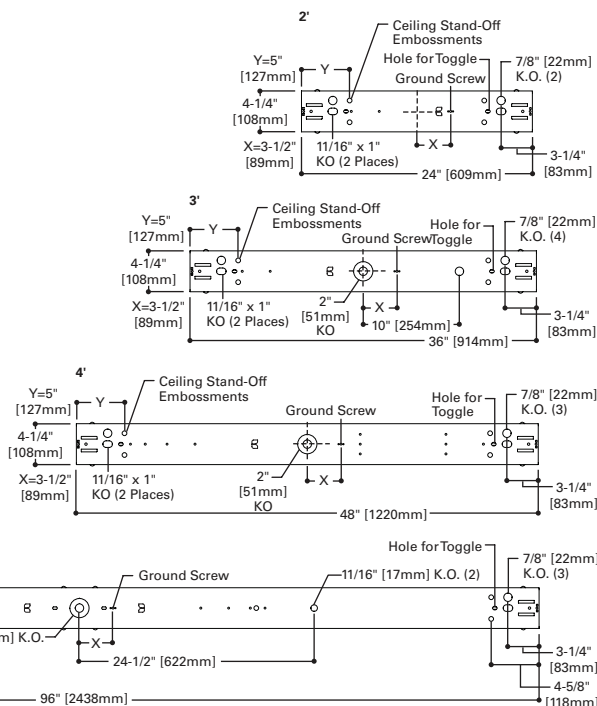 2'
Ceiling Stand-Off
Embossments
Y=5"
[127mm]
Y
Hole for Toggle
7/8" [22mm]
K.O. (2)
Ground Screw
4-1/4"
[108mm]
X=3-1/2"
[89mm]
11/16" x 1"
KO (2 Places)
X
3-1/4"
[83mm]
24" [609mm]
3'
Ceiling Stand-Off
Embossments
Y=5"
[127mm]
Y
Hole for
Toggle
7/8" [22mm]
K.O. (4)
Ground Screw
4-1/4"
[108mm]
X=3-1/2"
[89mm]
11/16" x 1"
KO (2 Places)
2"
[51mm]
KO
X
10" [254mm]
3-1/4"
[83mm]
36" [914mm]
4'
Ceiling Stand-Off
Embossments
Y=5"
[127mm]
Y
Ground Screw
Hole for
Toggle
7/8" [22mm]
K.O. (3)
4-1/4"
[108mm]
X=3-1/2"
[89mm]
11/16" x 1"
KO (2 Places)
2"
[51mm]
KO
X
3-1/4"
[83mm]
48" [1220mm]
Hole for Toggle
Ground Screw
11/16" [17mm] K.O. (2)
7/8" [22mm]
K.O. (3)
m] K.O.
X
24-1/2" [622mm]
3-1/4"
[83mm]
4-5/8"
[118mm]
96" [2438mm]